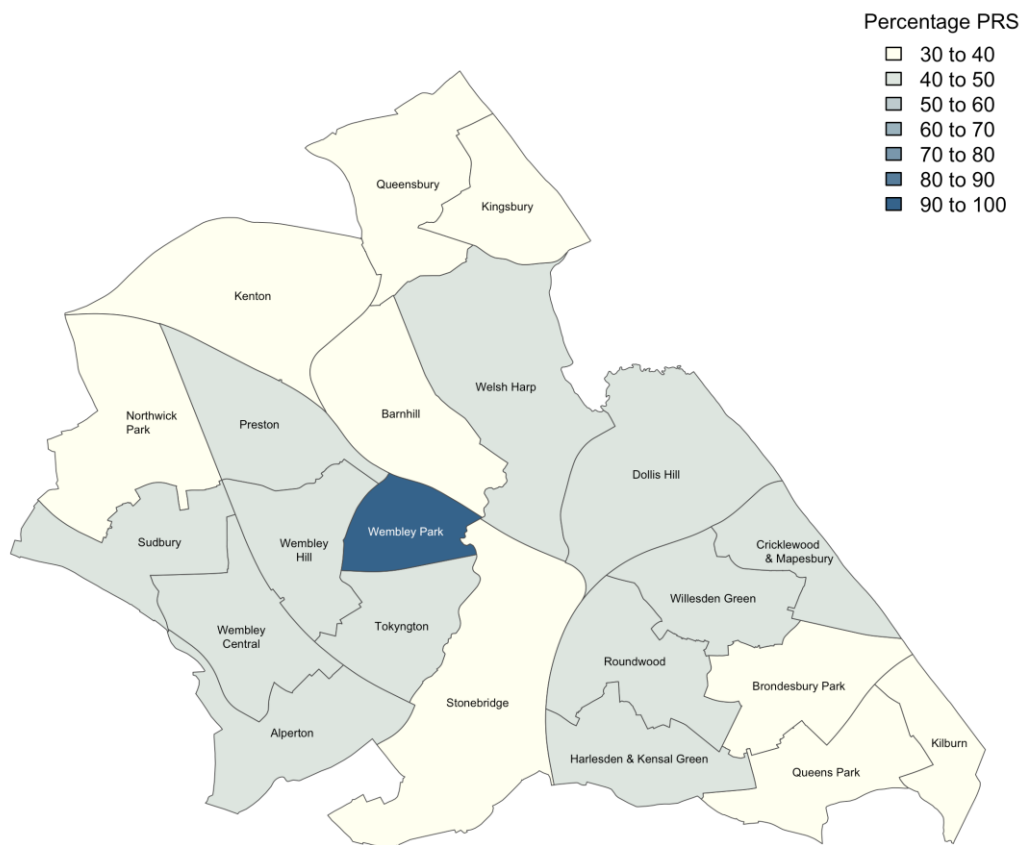 Percentage PRS
30 to 40
40 to 50
50 to 60
60 to 70
70 to 80
80 to 90
90 to 100
Queensbury
Kingsbury
Kenton
Welsh Harp
Northwick
Park
Barnhill
Preston
Dollis Hill
Wembley Park
Sudbury
Wembley
Hill
Cricklewood
& Mapesbury
Willesden Green
Tokyngton
Wembley
Central
Roundwood
Brondesbury Park
Stonebridge
Alperton
Kilburn
Harlesden & Kensal Green
Queens Park